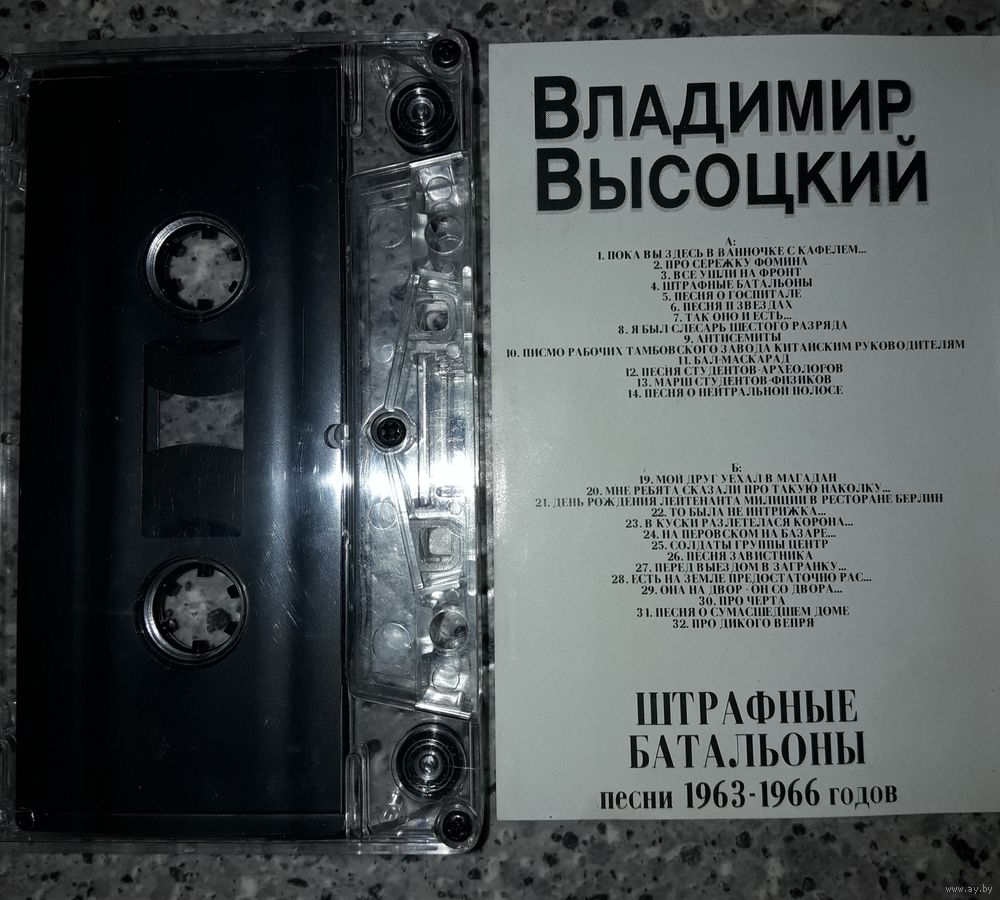 ВЛАДИМИР
ВЫСОЦКИЙ
А:
1. ПОКА ВЫ ЗДЕСЬ В ВАННОЧКЕ С КАФЕЛЕМ...
2. ПРО СЕРЕЖКУ ФОМИНА
3. ВСЕ УШЛИ НА ФРОНТ
4. ШТРАФНЫЕ БАТАЛЬОНЫ
5. ПЕСНЯ О ГОСПИТАЛЕ
6. ПЕСНЯ П ЗВЕЗДАХ
7. ТАК ОНО И ЕСТЬ...
8. Я БЫЛ СЛЕСАРЬ ШЕСТОГО РАЗРЯДА
9. АНТИСЕМИТЫ
10. ПИСМО РАБОЧИХ ТАМБОВСКОГО ЗАВОДА КИТАЙСКИМ РУКОВОДИТЕЛЯМ
11. БАЛ-МАСКАРАД
12. ПЕСНЯ СТУДЕНТОВ-АРХЕОЛОГОВ
13. МАРШ СТУДЕНТОВ-ФИЗИКОВ
14. ПЕСНЯ О НЕЙТРАЛЬНОЙ ПОЛОСЕ
Б:
19. МОЙ ДРУГ УЕХАЛ В МАГАДАН
20. МНЕ РЕБЯТА СКАЗАЛИ ПРО ТАКУЮ НАКОЛКУ...
21. ДЕНЬ РОЖДЕНИЯ ЛЕЙТЕНАНТА МИЛИЦИИ В РЕСТОРАНЕ БЕРЛИН
22. ТО БЫЛА НЕ ИНТРИЖКА...
23. В КУСКИ РАЗЛЕТЕЛАСЯ КОРОНА...
24. НА ПЕРОВСКОМ НА БАЗАРЕ...
25. СОЛДАТЫ ГРУППЫ ЦЕНТР
26. ПЕСНЯ ЗАВИСТНИКА
27. ПЕРЕД ВЫЕЗДОМ В ЗАГРАНКУ...
28. ЕСТЬ НА ЗЕМЛЕ ПРЕДОСТАТОЧНО РАС...
29. ОНА НА ДВОР - ОН СО ДВОРА...
30. ПРО ЧЕРТА
31. ПЕСНЯ О СУМАСШЕДШЕМ ДОМЕ
32. ПРО ДИКОГО ВЕПРЯ
ШТРАФНЫЕ
БАТАЛЬОНЫ
песни 1963-1966 годов
www.ay.by